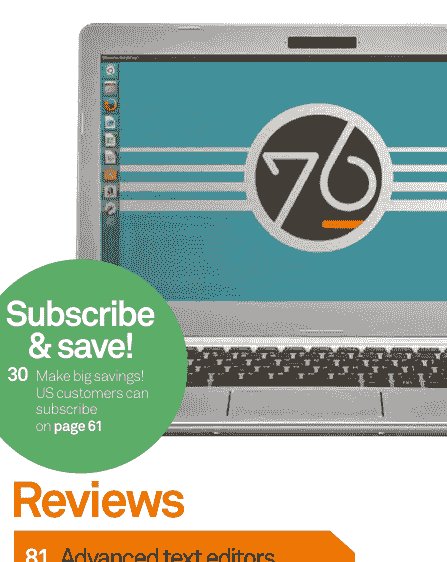 76
Subscribe
& save!
30 Make big savings!
US customers can
subscribe
on page 61
Reviews
81 Advanced text editors